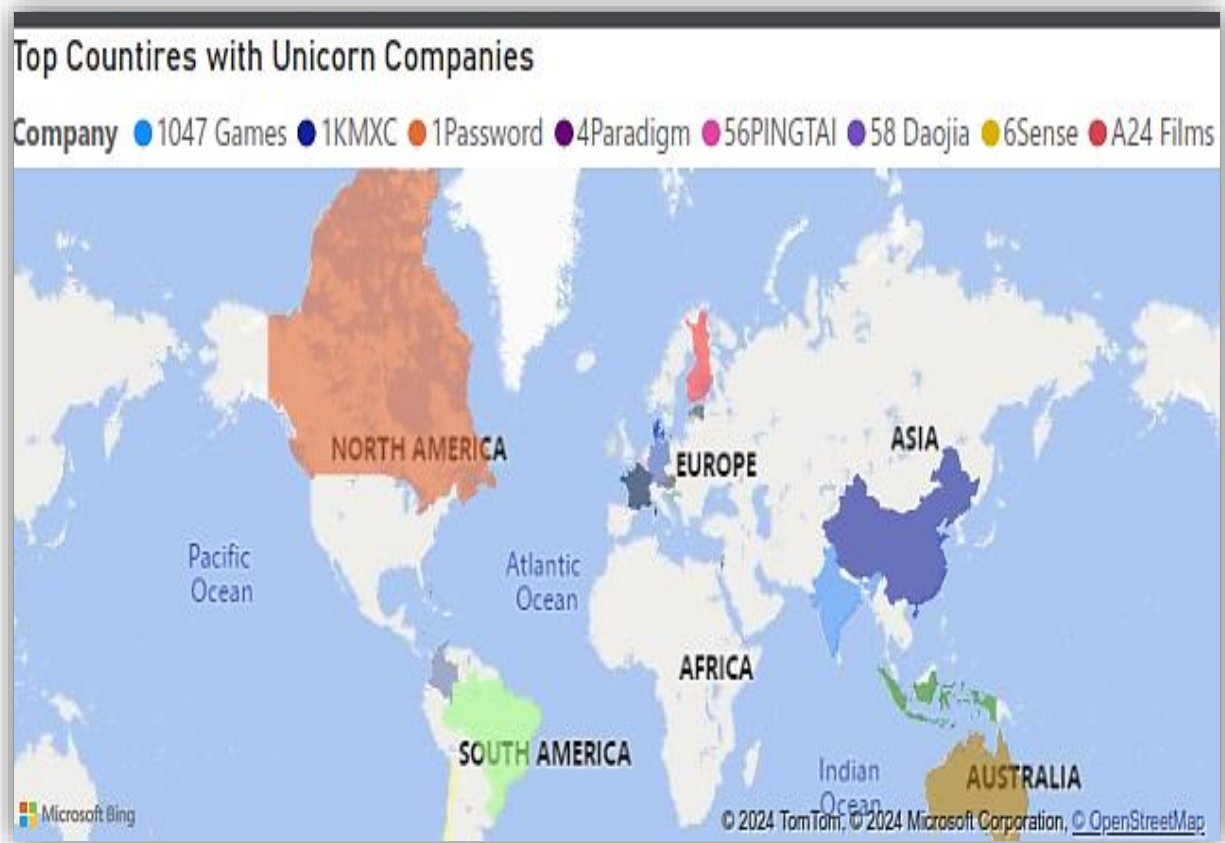 Top Countires with Unicorn Companies
Company 1047 Games 1KMXC 1Password 4Paradigm 56PINGTAI 58 Daojia 6Sense A24 Films
NORTH AMERICA
EUROPE
ASIA
Pacific
Ocean
Atlantic
Ocean
AFRICA
SOUTH AMERICA
Indian
Ocean
AUSTRALIA
Microsoft Bing
© 2024 TomTom, © 2024 Microsoft Corporation, © OpenStreetMap